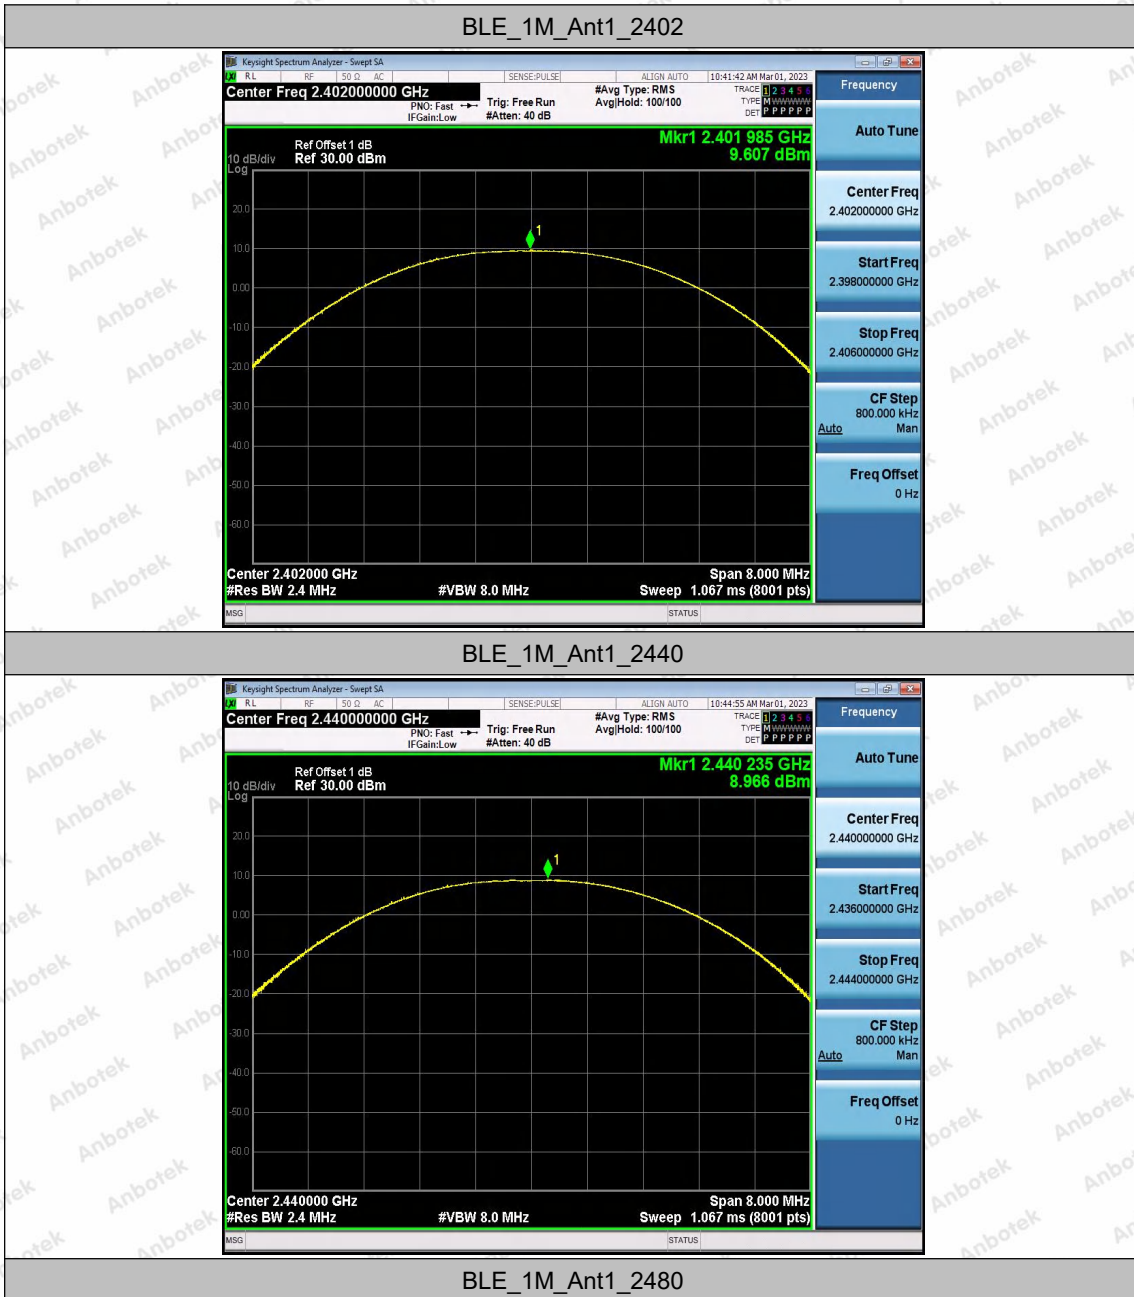 BLE_1M_Ant1_2402
Keysight Spectrum Analyzer - Swept SA
LXI RL RF 50 Ω AC SENSE:PULSE ALIGN AUTO 10:41:42 AM Mar 01, 2023
Center Freq 2.402000000 GHz
PNO: Fast
IFGain:Low
Trig: Free Run
#Atten: 40 dB
#Avg Type: RMS
Avg|Hold: 100/100
TRACE 1 2 3 4 5 6
TYPE M W W W W W
DET P P P P P P
Mkr1 2.401 985 GHz
9.607 dBm
Ref Offset 1 dB
10 dB/div Ref 30.00 dBm
Log
20.0
10.0
0.00
-10.0
-20.0
-30.0
-40.0
-50.0
-60.0
1
Center 2.402000 GHz Span 8.000 MHz
#Res BW 2.4 MHz #VBW 8.0 MHz Sweep 1.067 ms (8001 pts)
MSG STATUS
Frequency
Auto Tune
Center Freq
2.402000000 GHz
Start Freq
2.398000000 GHz
Stop Freq
2.406000000 GHz
CF Step
800.000 kHz
Auto Man
Freq Offset
0 Hz
BLE_1M_Ant1_2440
Keysight Spectrum Analyzer - Swept SA
LXI RL RF 50 Ω AC SENSE:PULSE ALIGN AUTO 10:44:55 AM Mar 01, 2023
Center Freq 2.440000000 GHz
PNO: Fast
IFGain:Low
Trig: Free Run
#Atten: 40 dB
#Avg Type: RMS
Avg|Hold: 100/100
TRACE 1 2 3 4 5 6
TYPE M W W W W W
DET P P P P P P
Mkr1 2.440 235 GHz
8.966 dBm
Ref Offset 1 dB
10 dB/div Ref 30.00 dBm
Log
20.0
10.0
0.00
-10.0
-20.0
-30.0
-40.0
-50.0
-60.0
1
Center 2.440000 GHz Span 8.000 MHz
#Res BW 2.4 MHz #VBW 8.0 MHz Sweep 1.067 ms (8001 pts)
MSG STATUS
Frequency
Auto Tune
Center Freq
2.440000000 GHz
Start Freq
2.436000000 GHz
Stop Freq
2.444000000 GHz
CF Step
800.000 kHz
Auto Man
Freq Offset
0 Hz
BLE_1M_Ant1_2480
Anbotek